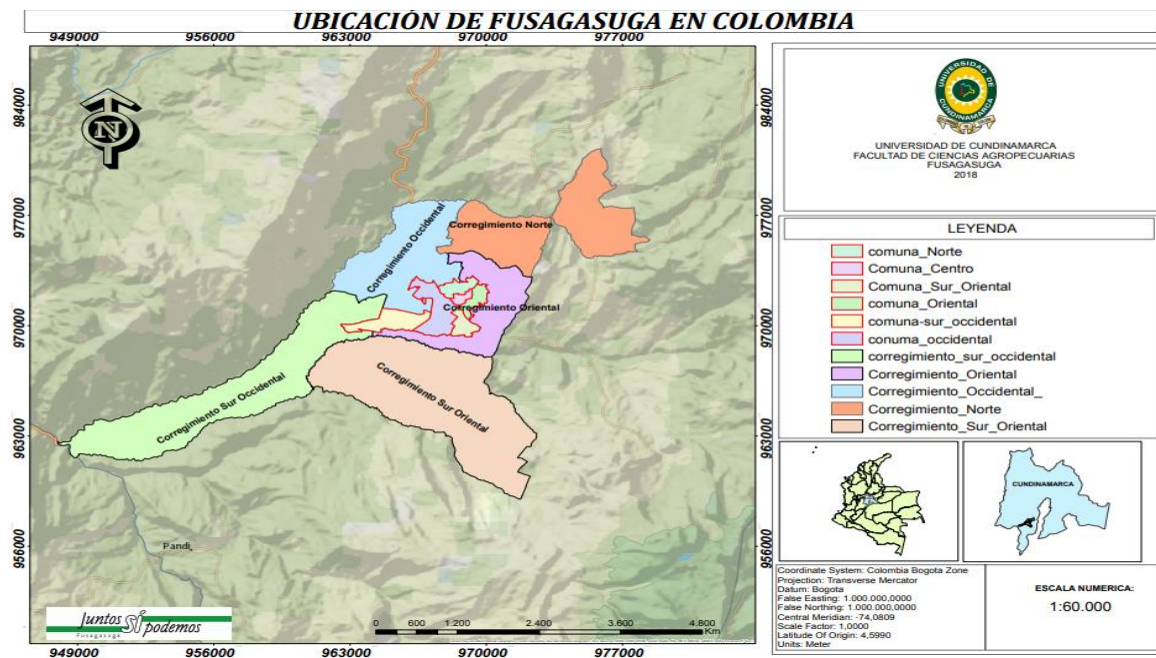 UBICACIÓN DE FUSAGASUGA EN COLOMBIA
949000 956000 963000 970000 977000
984000
977000
970000
963000
956000
N
Corregimiento Occidental
Corregimiento Norte
Corregimiento Oriental
Corregimiento Sur Occidental
Corregimiento Sur Oriental
Pandi
984000
977000
970000
963000
956000
Juntos SÍ podemos
Fusagasuga
0 600 1.200 2.400 3.600 4.800
Km
949000 956000 963000 970000 977000
UNIVERSIDAD DE
CUNDINAMARCA
UNIVERSIDAD DE CUNDINAMARCA
FACULTAD DE CIENCIAS AGROPECUARIAS
FUSAGASUGA
2018
LEYENDA
comuna_Norte
Comuna_Centro
Comuna_Sur_Oriental
comuna_Oriental
comuna-sur_occidental
conuma_occidental
corregimiento_sur_occidental
Corregimiento_Oriental
Corregimiento_Occidental_
Corregimiento_Norte
Corregimiento_Sur_Oriental
CUNDINAMARCA
Coordinate System: Colombia Bogota Zone
Projection: Transverse Mercator
Datum: Bogota
False Easting: 1.000.000,0000
False Northing: 1.000.000,0000
Central Meridian: -74,0809
Scale Factor: 1,0000
Latitude Of Origin: 4,5990
Units: Meter
ESCALA NUMERICA:
1:60.000